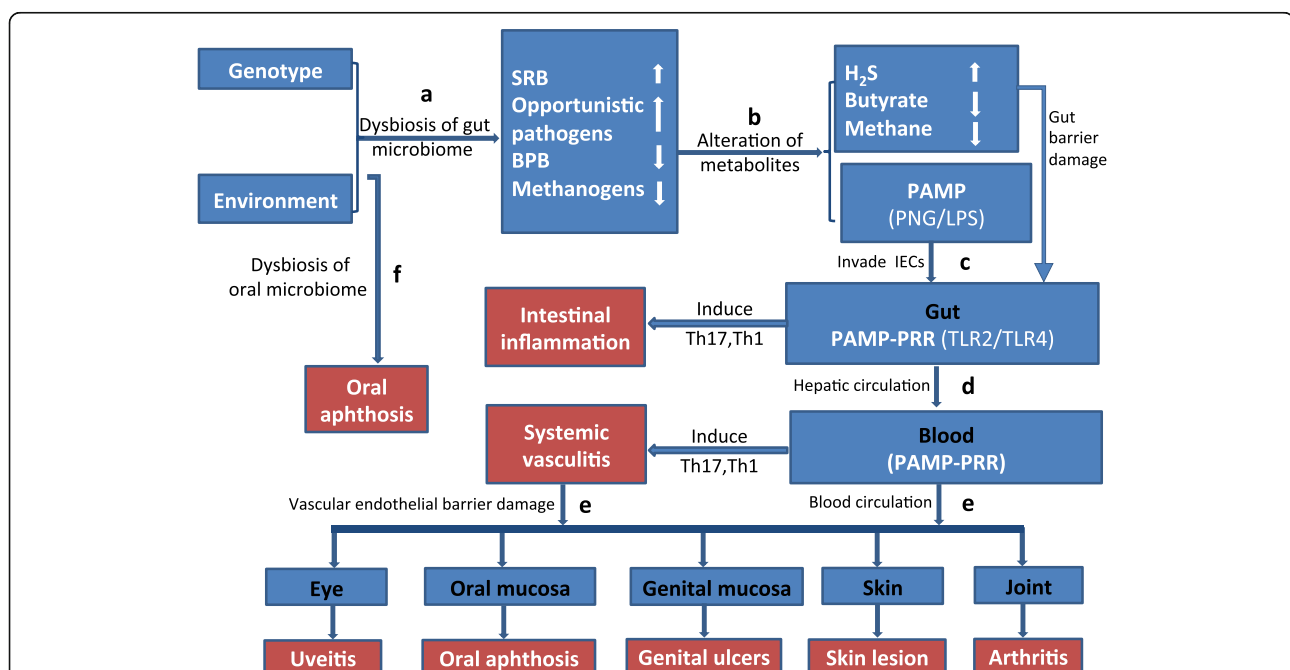 Genotype
Environment
a
Dysbiosis of gut
microbiome
SRB ↑
Opportunistic ↑
pathogens
BPB ↓
Methanogens ↓
b
Alteration of
metabolites
H₂S ↑
Butyrate ↓
Methane ↓
Gut
barrier
damage
PAMP
(PNG/LPS)
Invade IECs c
Dysbiosis of
oral microbiome
f
Oral
aphthosis
Gut
PAMP-PRR (TLR2/TLR4)
Induce
Th17,Th1
Intestinal
inflammation
Hepatic circulation d
Blood
(PAMP-PRR)
Induce
Th17,Th1
Systemic
vasculitis
Vascular endothelial barrier damage e
Blood circulation e
Eye
Oral mucosa
Genital mucosa
Skin
Joint
Uveitis
Oral aphthosis
Genital ulcers
Skin lesion
Arthritis